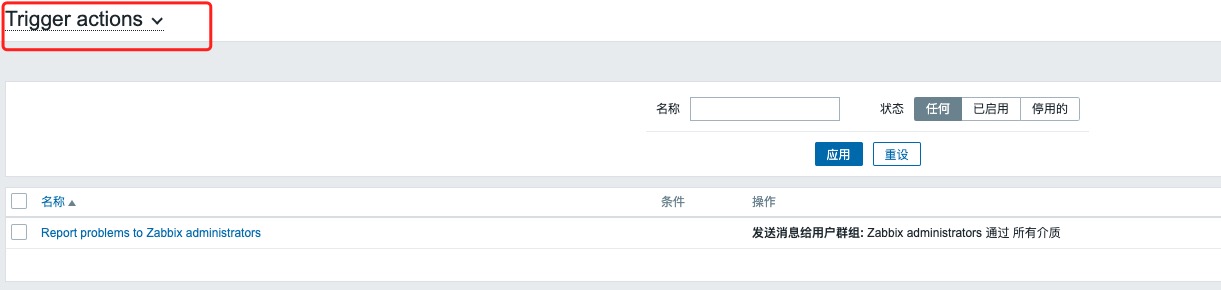 Trigger actions
名称 状态 任何 已启用 停用的
应用 重设
名称 条件 操作
Report problems to Zabbix administrators 发送消息给用户群组: Zabbix administrators 通过 所有介质